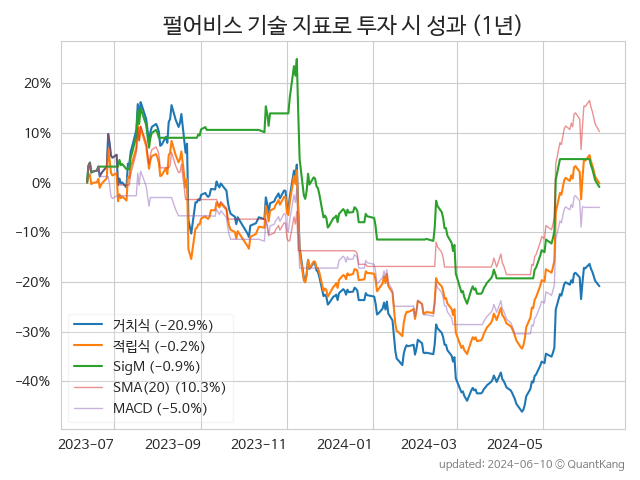 펄어비스 기술 지표로 투자 시 성과 (1년)
20%
10%
0%
−10%
−20%
−30%
−40%
거치식 (−20.9%)
적립식 (−0.2%)
SigM (−0.9%)
SMA(20) (10.3%)
MACD (−5.0%)
2023-07 2023-09 2023-11 2024-01 2024-03 2024-05
updated: 2024-06-10 © QuantKang